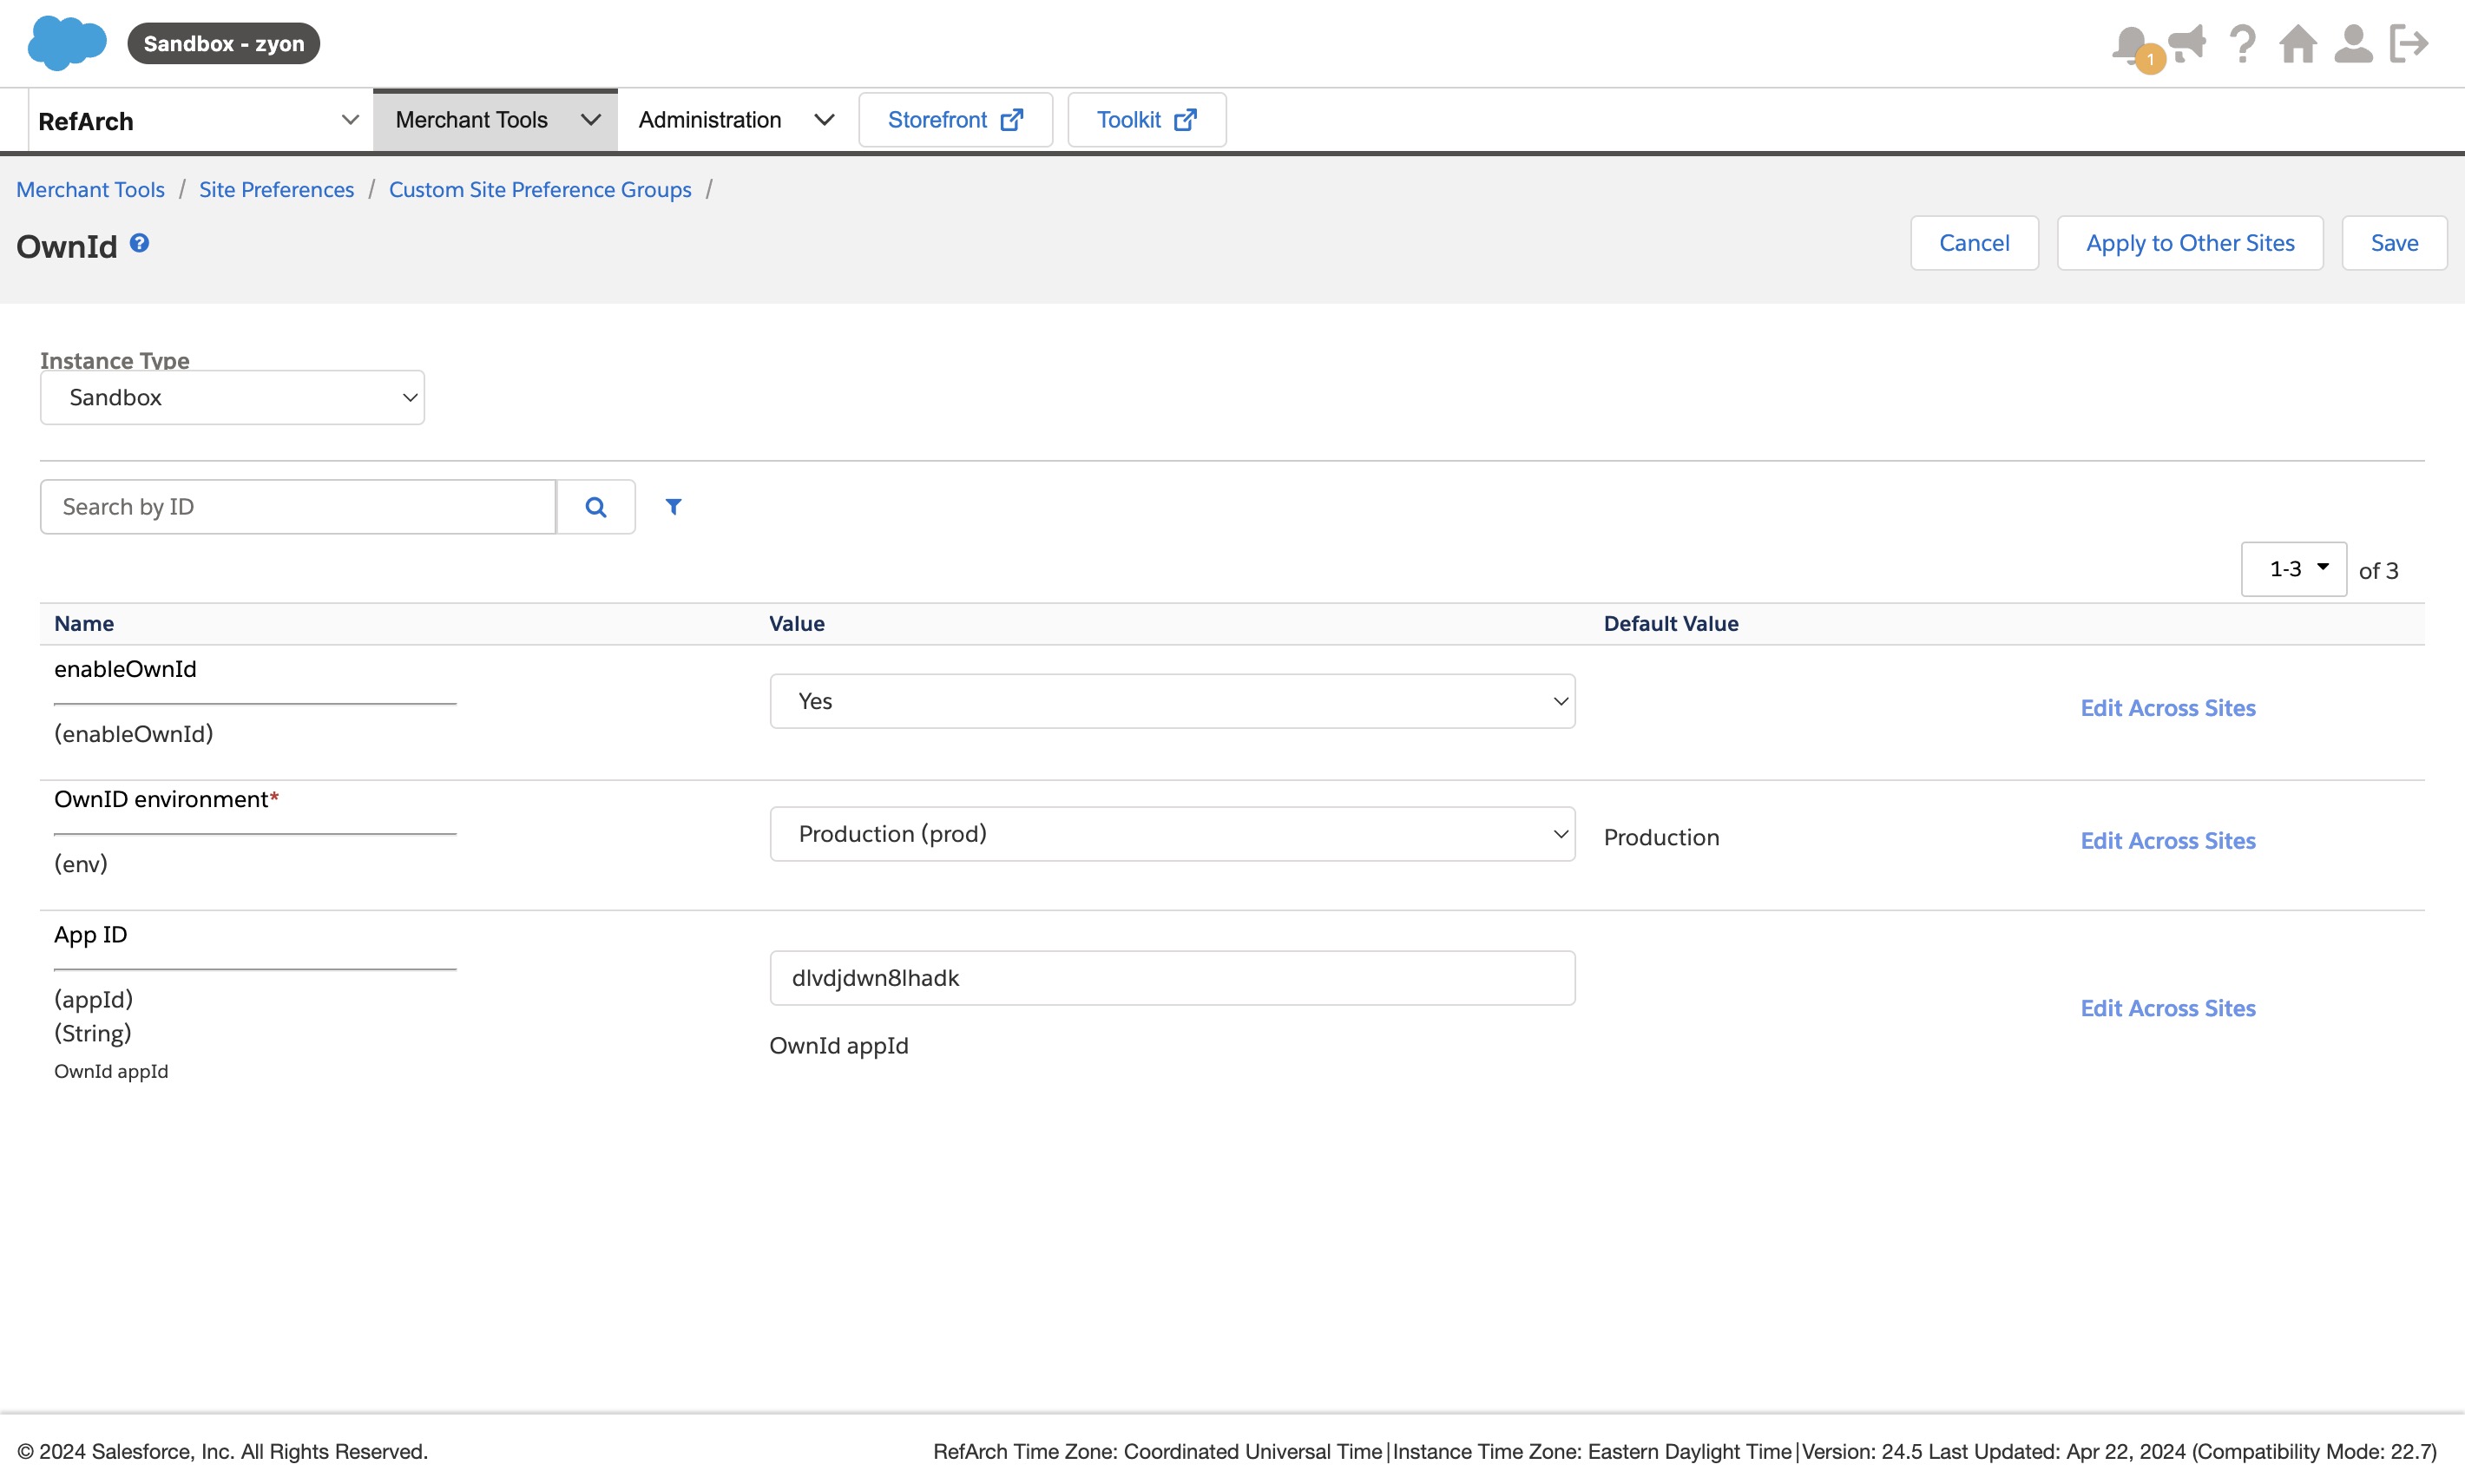 Sandbox - zyon
1
RefArch
Merchant Tools
Administration
Storefront
Toolkit
Merchant Tools / Site Preferences / Custom Site Preference Groups /
OwnId ?
Cancel
Apply to Other Sites
Save
Instance Type
Sandbox
Search by ID
1-3 of 3
Name Value Default Value
enableOwnId
Yes
Edit Across Sites
(enableOwnId)
OwnID environment*
Production (prod)
Production
Edit Across Sites
(env)
App ID
dlvdjdwn8lhadk
(appId)
Edit Across Sites
(String)
OwnId appId
OwnId appId
© 2024 Salesforce, Inc. All Rights Reserved.
RefArch Time Zone: Coordinated Universal Time|Instance Time Zone: Eastern Daylight Time|Version: 24.5 Last Updated: Apr 22, 2024 (Compatibility Mode: 22.7)